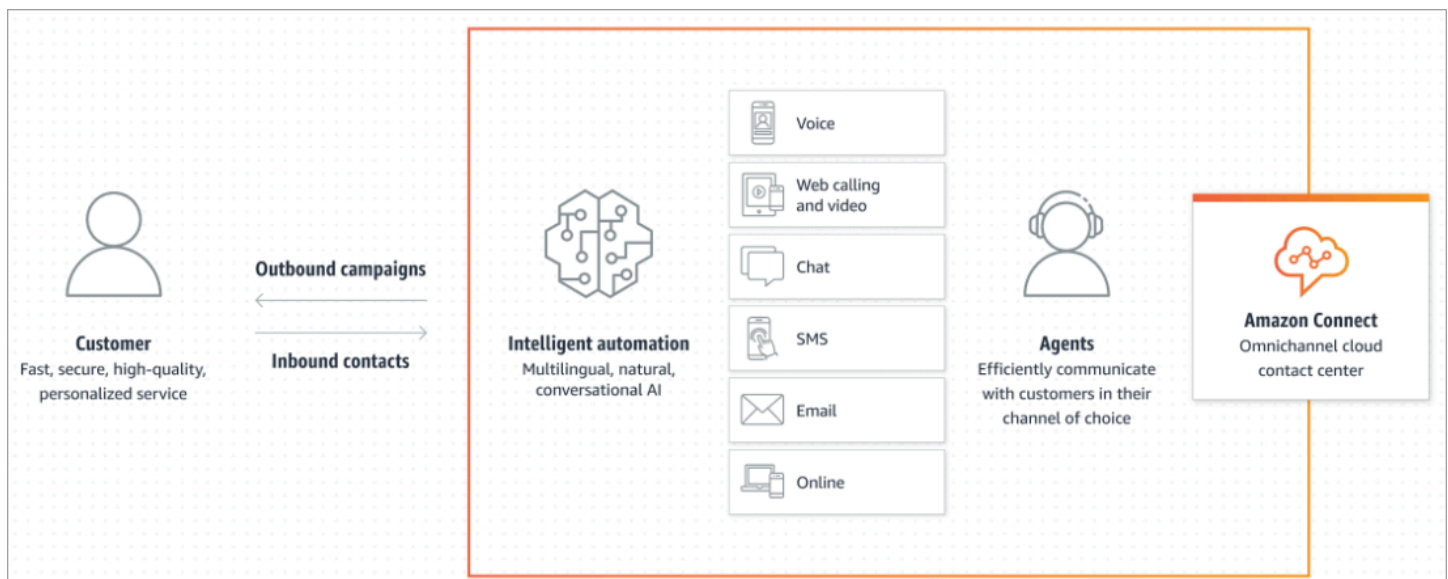 Customer
Fast, secure, high-quality,
personalized service
Outbound campaigns
Inbound contacts
Intelligent automation
Multilingual, natural,
conversational AI
Voice
Web calling
and video
Chat
SMS
Email
Online
Agents
Efficiently communicate
with customers in their
channel of choice
Amazon Connect
Omnichannel cloud
contact center